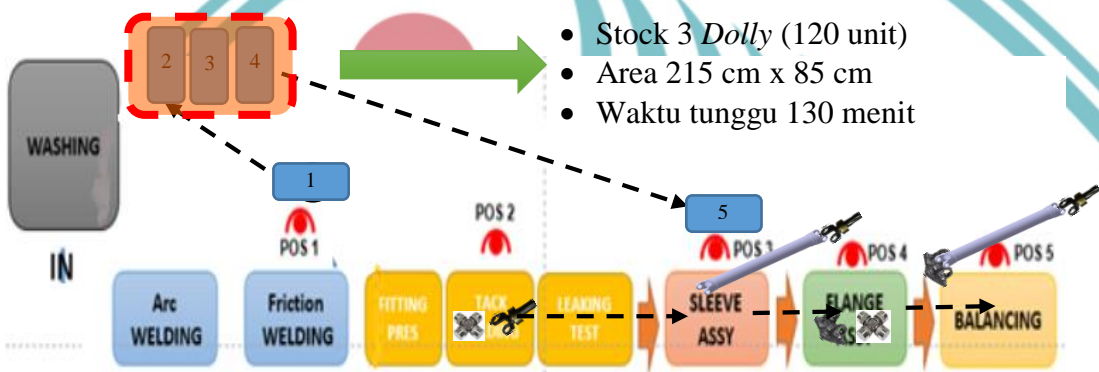 2 3 4
• Stock 3 Dolly (120 unit)
• Area 215 cm x 85 cm
• Waktu tunggu 130 menit
WASHING
1
5
IN
POS 1
POS 2
POS 3
POS 4
POS 5
Arc
WELDING
Friction
WELDING
FITTING
PRES
TACK
LEAKING
TEST
SLEEVE
ASSY
FLANGE
BALANCING